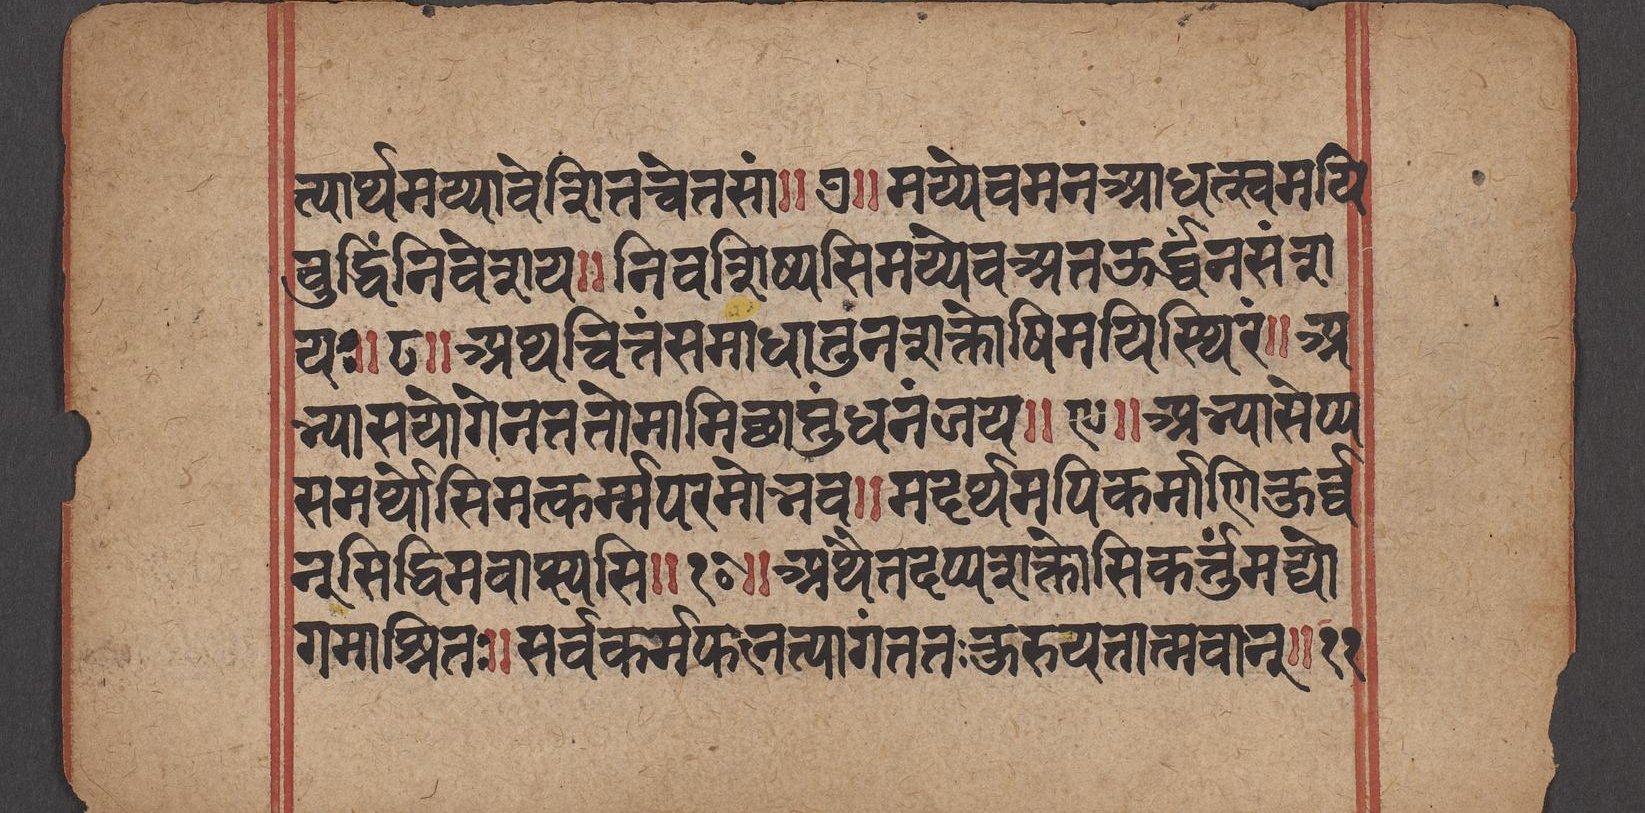 त्पार्थमय्यावेशितचेतसां॥७॥मय्येवमनआधत्स्वमयि
बुद्धिंनिवेशय॥निवशिष्यसिमय्येवअतऊर्द्ध्वंनसंश
यः॥८॥अथचित्तंसमाधातुनशक्तोषिमयिस्थिरं॥अ
भ्यासयोगेनततोमामिच्छाप्तुंधनंजय॥९॥अभ्यासेप्य
समर्थोसिमत्कर्म्मपरमोभव॥मदर्थमपिकर्माणिकुर्व्व
न्सिद्धिमवाप्स्यसि॥१०॥अथैतदप्यशक्तोसिकर्त्तुंमद्यो
गमाश्रितः॥सर्वकर्मफलत्यागंततःकुरुयतात्मवान्॥११